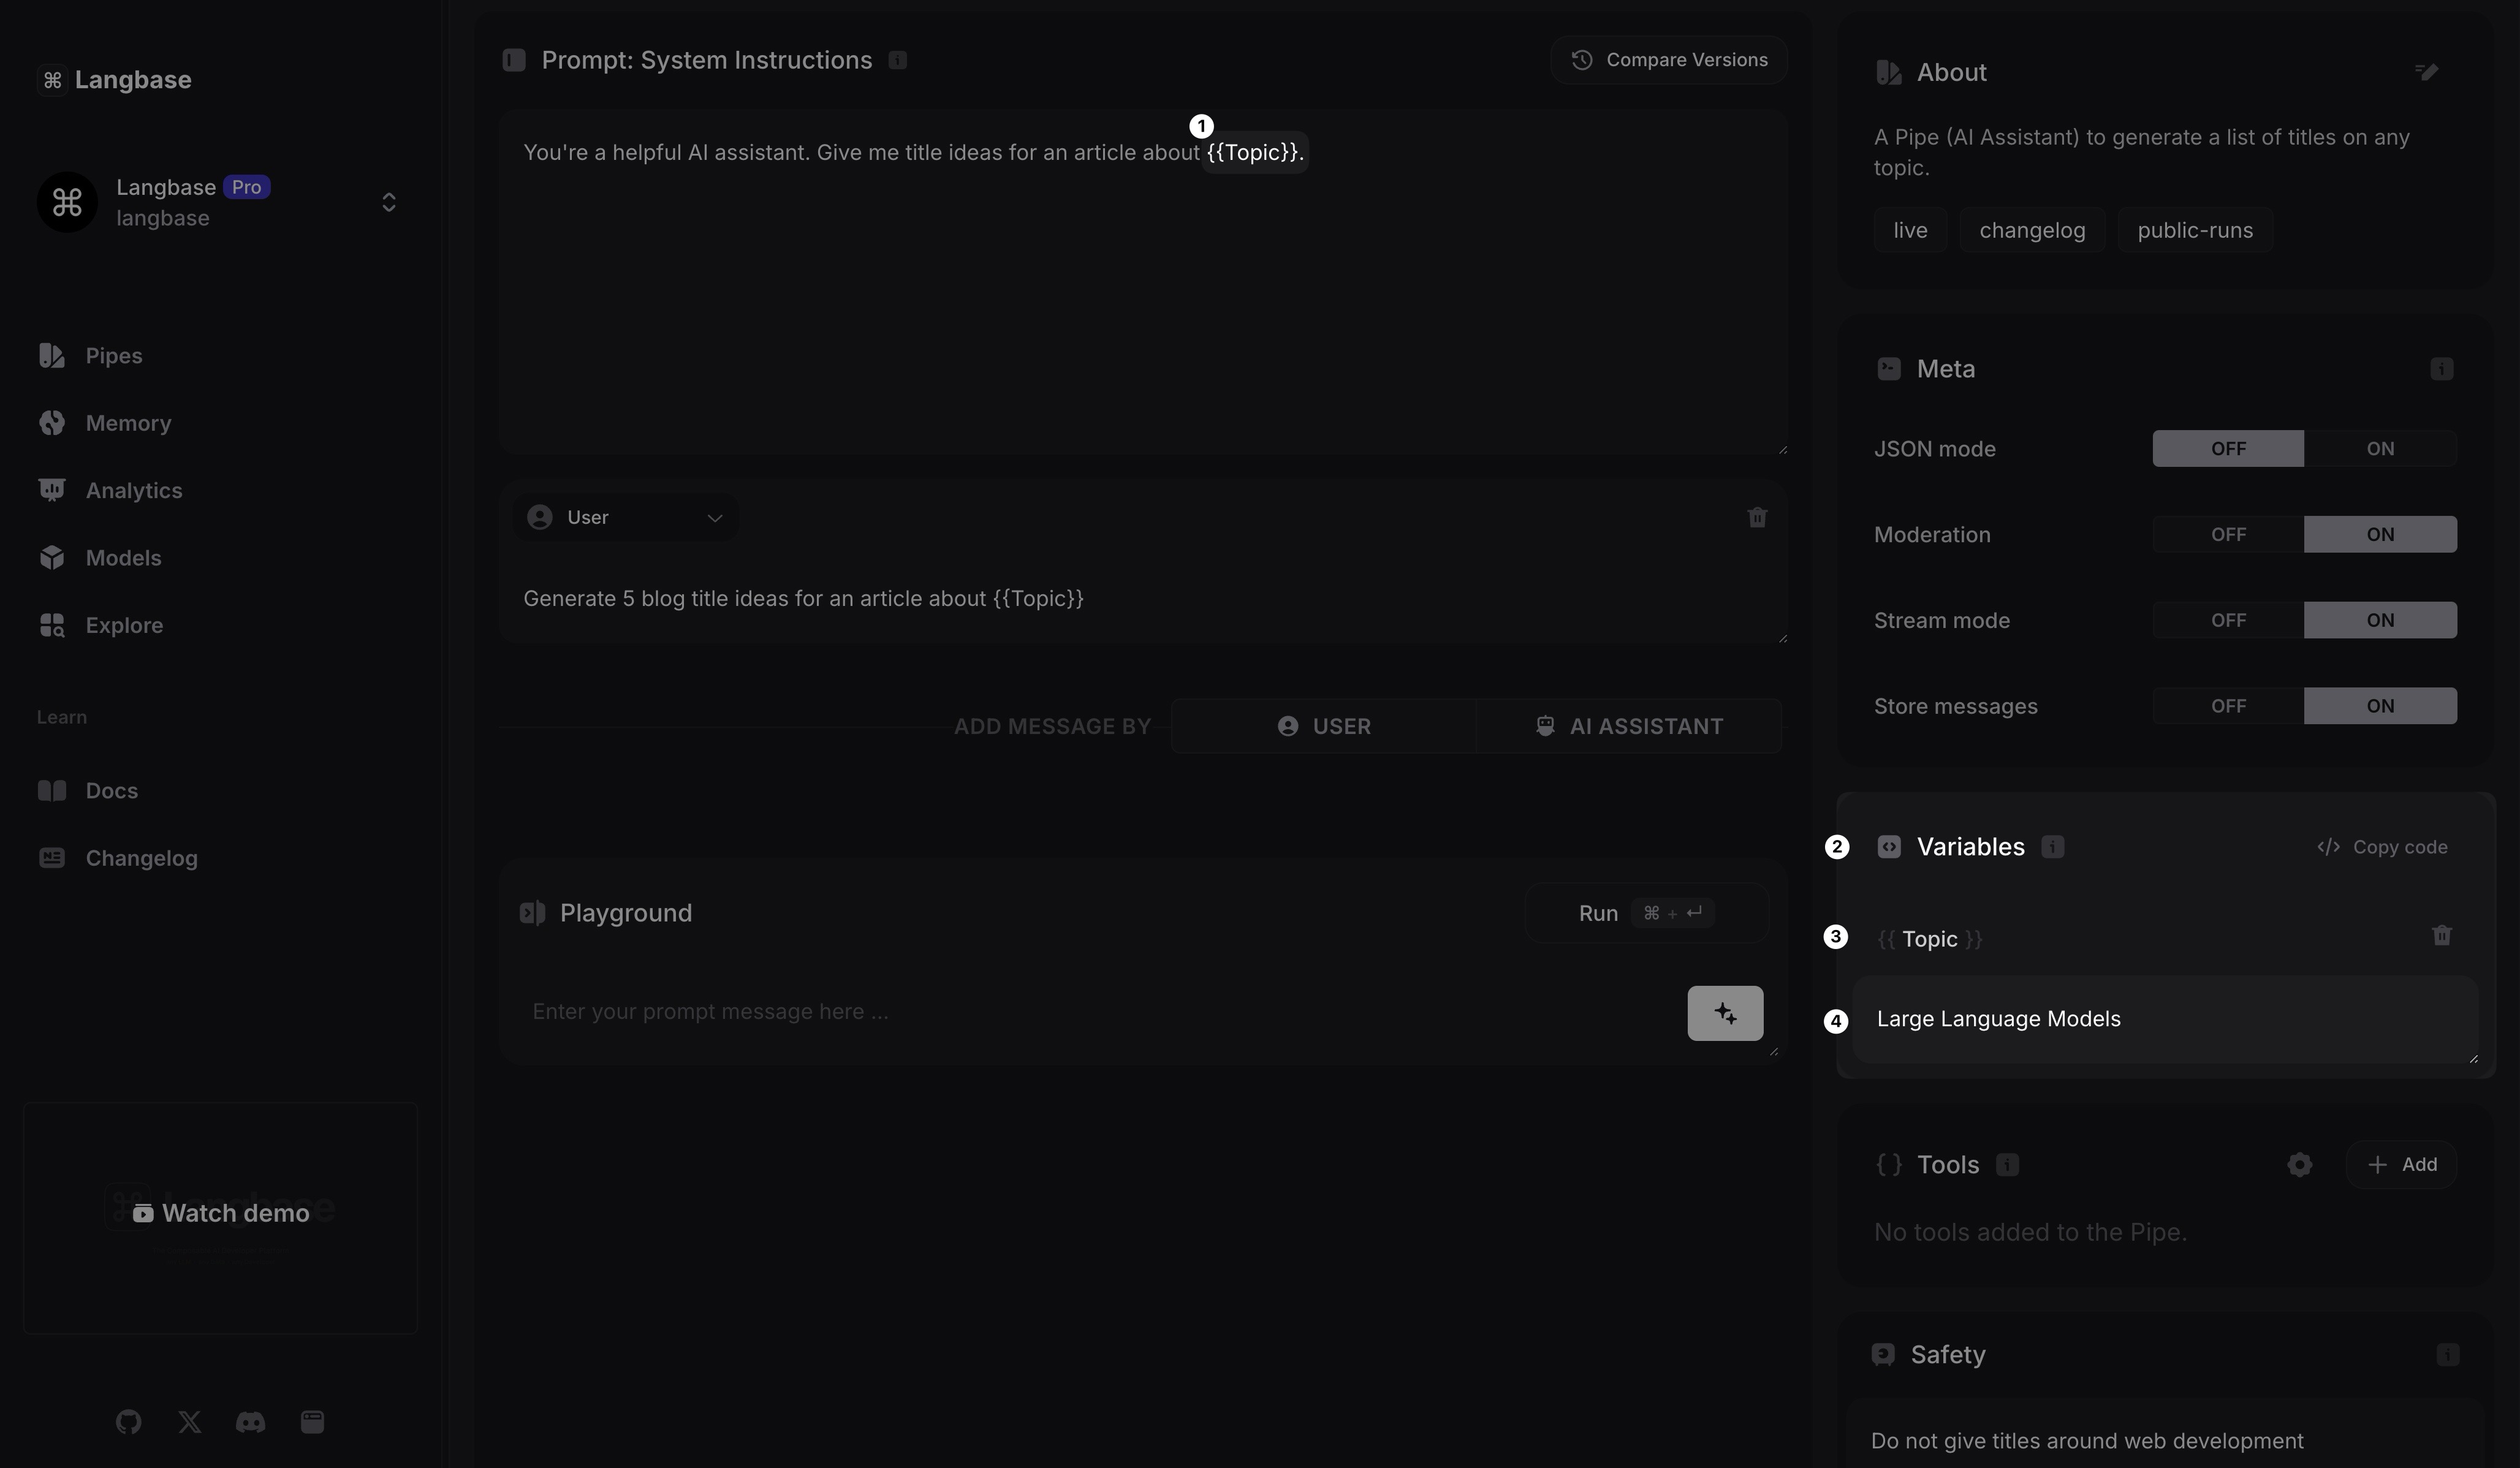 Langbase
Langbase Pro
langbase
Pipes
Memory
Analytics
Models
Explore
Learn
Docs
Changelog
Watch demo
Prompt: System Instructions
Compare Versions
1
You're a helpful AI assistant. Give me title ideas for an article about {{Topic}}.
User
Generate 5 blog title ideas for an article about {{Topic}}
ADD MESSAGE BY
USER
AI ASSISTANT
Playground
Run ⌘ + ↵
Enter your prompt message here ...
About
A Pipe (AI Assistant) to generate a list of titles on any
topic.
live
changelog
public-runs
Meta
JSON mode OFF ON
Moderation OFF ON
Stream mode OFF ON
Store messages OFF ON
2 Variables </> Copy code
3 {{ Topic }}
4 Large Language Models
{ } Tools + Add
No tools added to the Pipe.
Safety
Do not give titles around web development